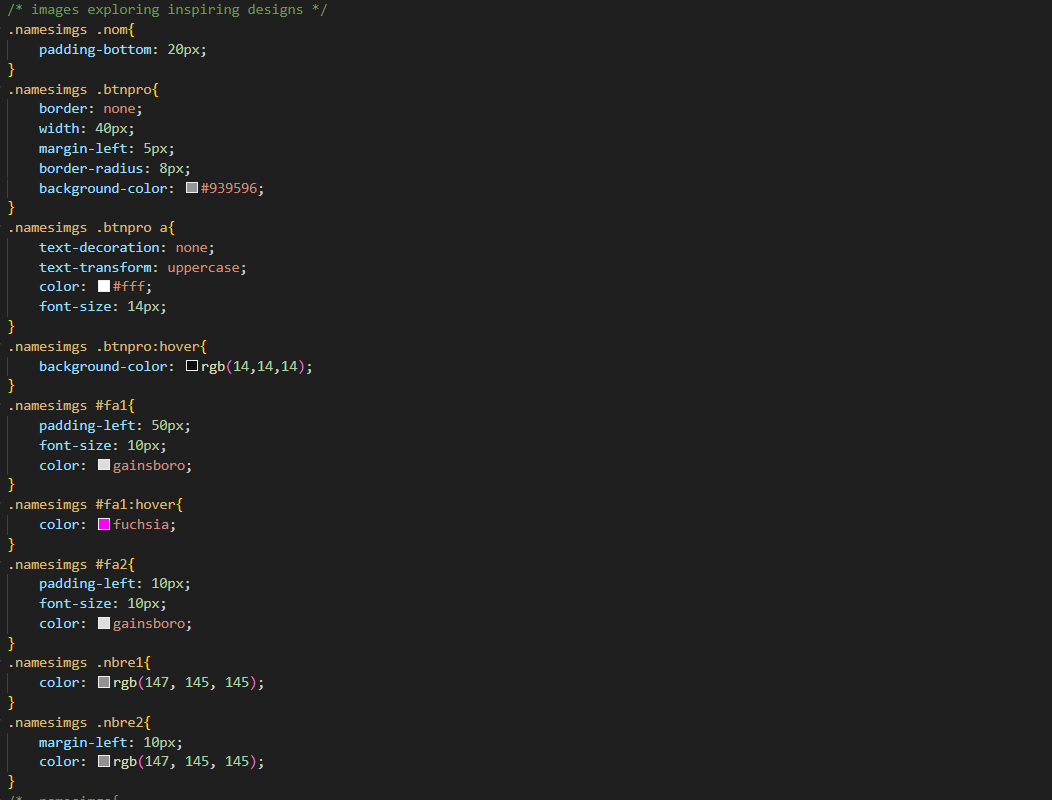 /* images exploring inspiring designs */
.namesimgs .nom{
    padding-bottom: 20px;
}
.namesimgs .btnpro{
    border: none;
    width: 40px;
    margin-left: 5px;
    border-radius: 8px;
    background-color: #939596;
}
.namesimgs .btnpro a{
    text-decoration: none;
    text-transform: uppercase;
    color: #fff;
    font-size: 14px;
}
.namesimgs .btnpro:hover{
    background-color: rgb(14,14,14);
}
.namesimgs #fa1{
    padding-left: 50px;
    font-size: 10px;
    color: gainsboro;
}
.namesimgs #fa1:hover{
    color: fuchsia;
}
.namesimgs #fa2{
    padding-left: 10px;
    font-size: 10px;
    color: gainsboro;
}
.namesimgs .nbre1{
    color: rgb(147, 145, 145);
}
.namesimgs .nbre2{
    margin-left: 10px;
    color: rgb(147, 145, 145);
}